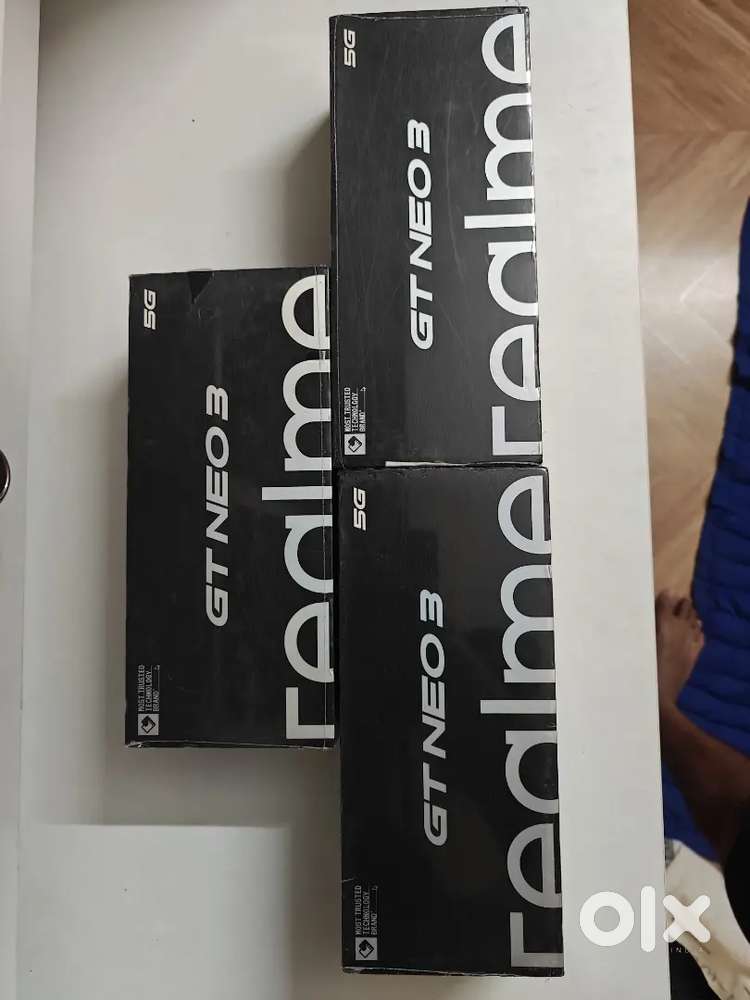 5G
GT NEO 3
realme
MOST TRUSTED
TECHNOLOGY
BRAND*
5G
GT NEO 3
realme
MOST TRUSTED
TECHNOLOGY
BRAND*
5G
GT NEO 3
realme
MOST TRUSTED
TECHNOLOGY
BRAND*
olx
INDIA